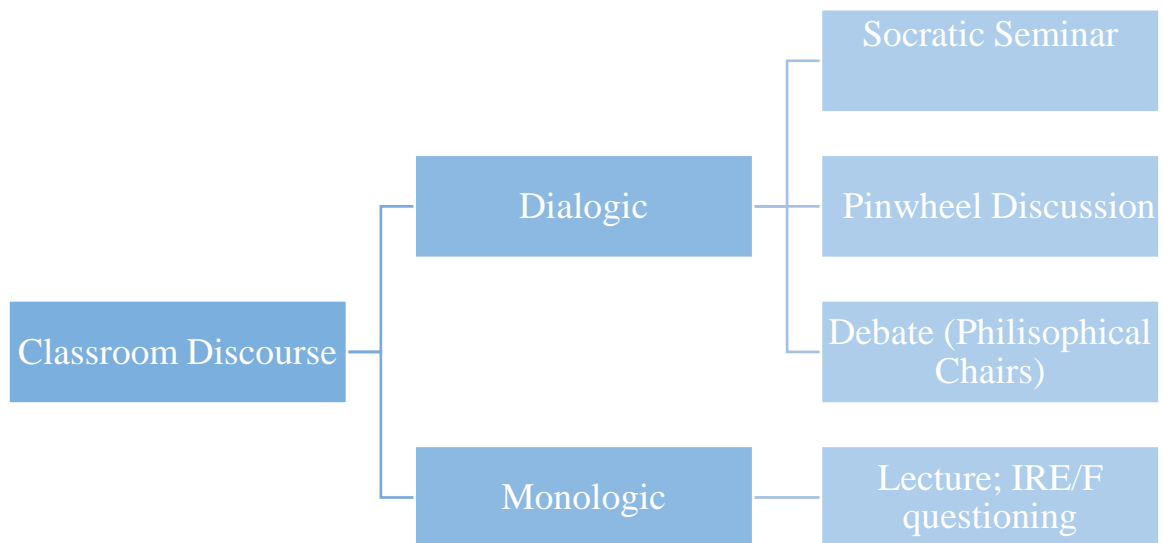 Classroom Discourse
Dialogic
Socratic Seminar
Pinwheel Discussion
Debate (Philisophical
Chairs)
Monologic
Lecture; IRE/F
questioning